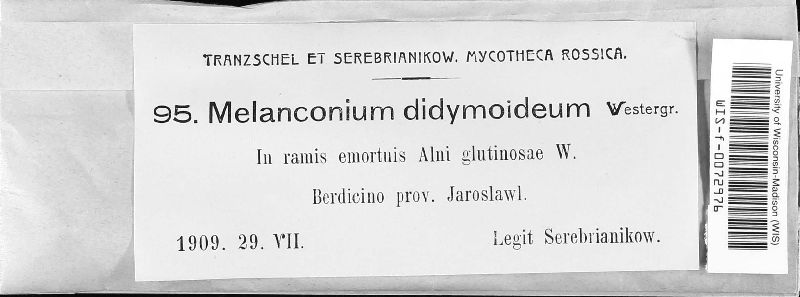 TRANZSCHEL ET SEREBRIANIKOW. MYCOTHECA ROSSICA.
95. Melanconium didymoideum Westergr.
In ramis emortuis Alni glutinosae W.
Berdicino prov. Jaroslawl.
1909. 29. VII.
Legit Serebrianikow.
University of Wisconsin-Madison (WIS)
WIS-f-0072976